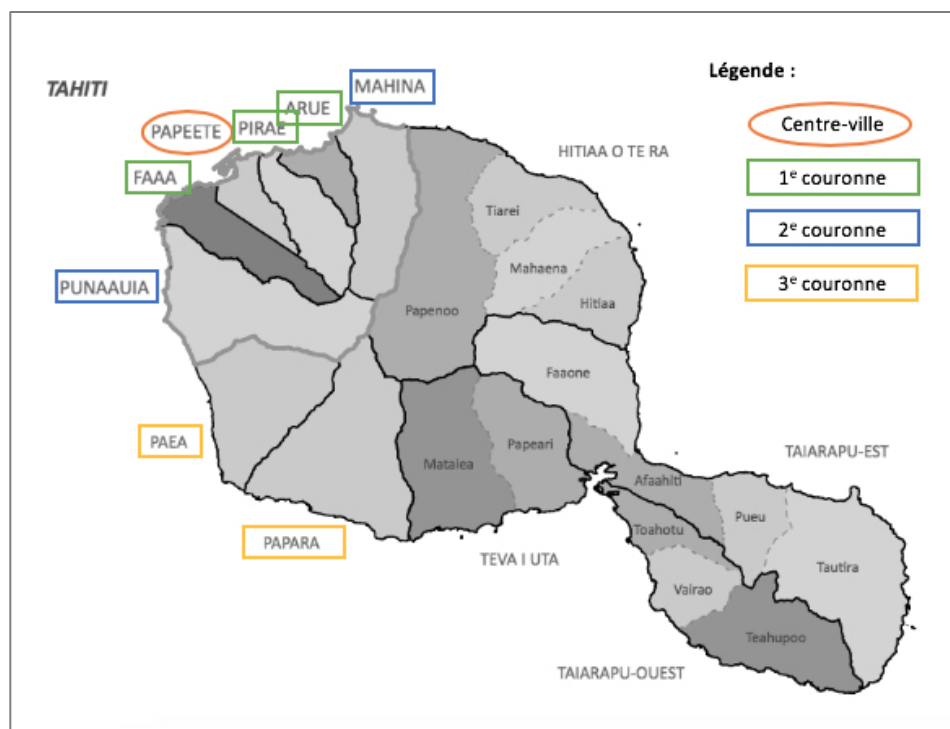 TAHITI
MAHINA
ARUE
PAPEETE
PIRAE
FAAA
PUNAAUIA
PAEA
PAPARA
HITIAA O TE RA
Tiarei
Mahaena
Hitiaa
Papenoo
Faaone
Mataiea
Papeari
TEVA I UTA
TAIARAPU-EST
Afaahiti
Pueu
Toahotu
Tautira
Vairao
Teahupoo
TAIARAPU-OUEST
Légende :
Centre-ville
1e couronne
2e couronne
3e couronne